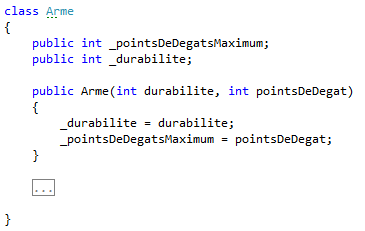 class Arme
{
    public int _pointsDeDegatsMaximum;
    public int _durabilite;

    public Arme(int durabilite, int pointsDeDegat)
    {
        _durabilite = durabilite;
        _pointsDeDegatsMaximum = pointsDeDegat;
    }

    ...

}